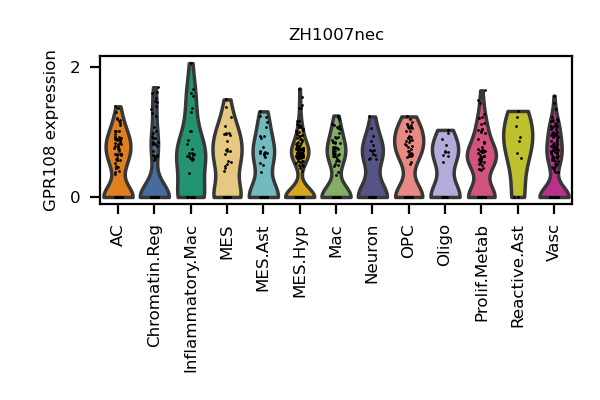 ZH1007nec
GPR108 expression
2
0
AC
Chromatin.Reg
Inflammatory.Mac
MES
MES.Ast
MES.Hyp
Mac
Neuron
OPC
Oligo
Prolif.Metab
Reactive.Ast
Vasc